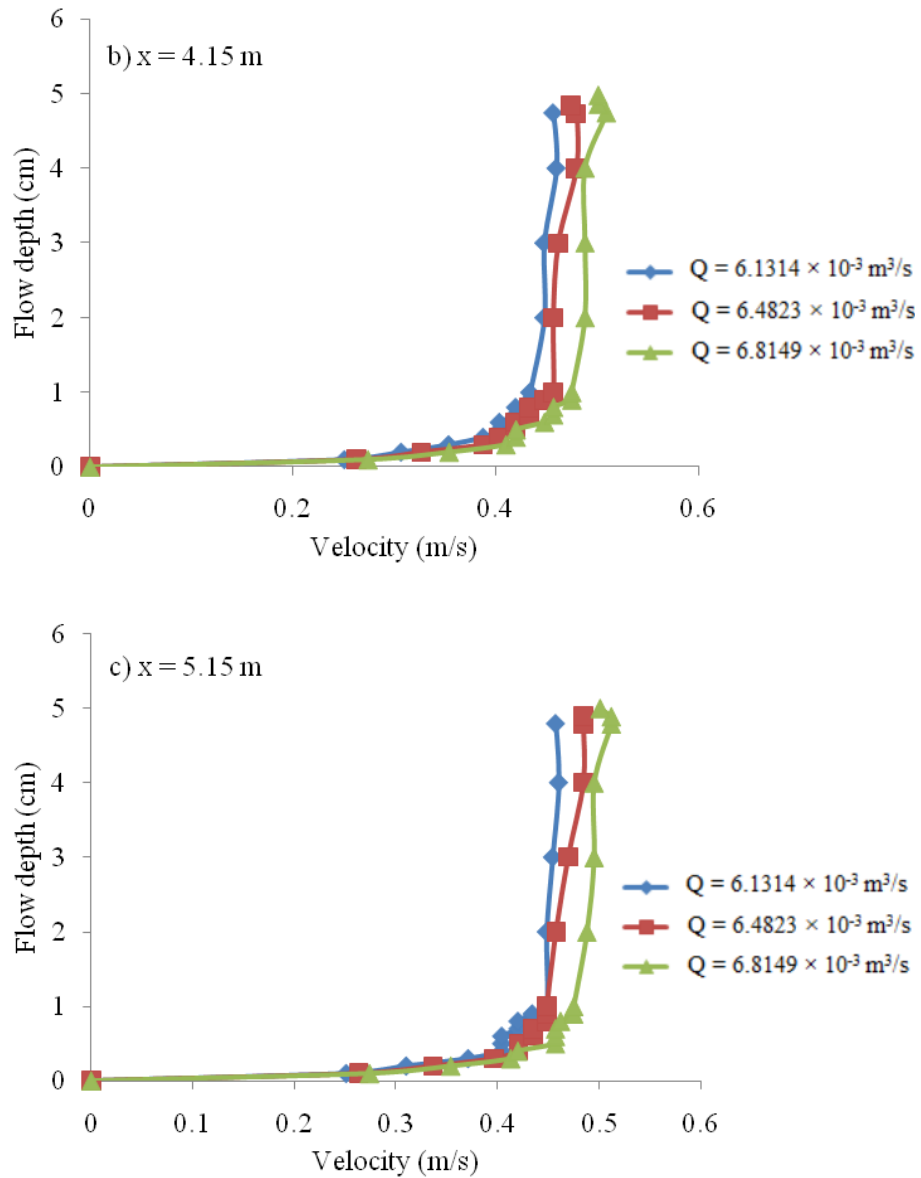 6
b) x = 4.15 m
5
4
3
2
1
0
Flow depth (cm)
Q = 6.1314 × 10⁻³ m³/s
Q = 6.4823 × 10⁻³ m³/s
Q = 6.8149 × 10⁻³ m³/s
0 0.2 0.4 0.6
Velocity (m/s)
6
c) x = 5.15 m
5
4
3
2
1
0
Flow depth (cm)
Q = 6.1314 × 10⁻³ m³/s
Q = 6.4823 × 10⁻³ m³/s
Q = 6.8149 × 10⁻³ m³/s
0 0.1 0.2 0.3 0.4 0.5 0.6
Velocity (m/s)